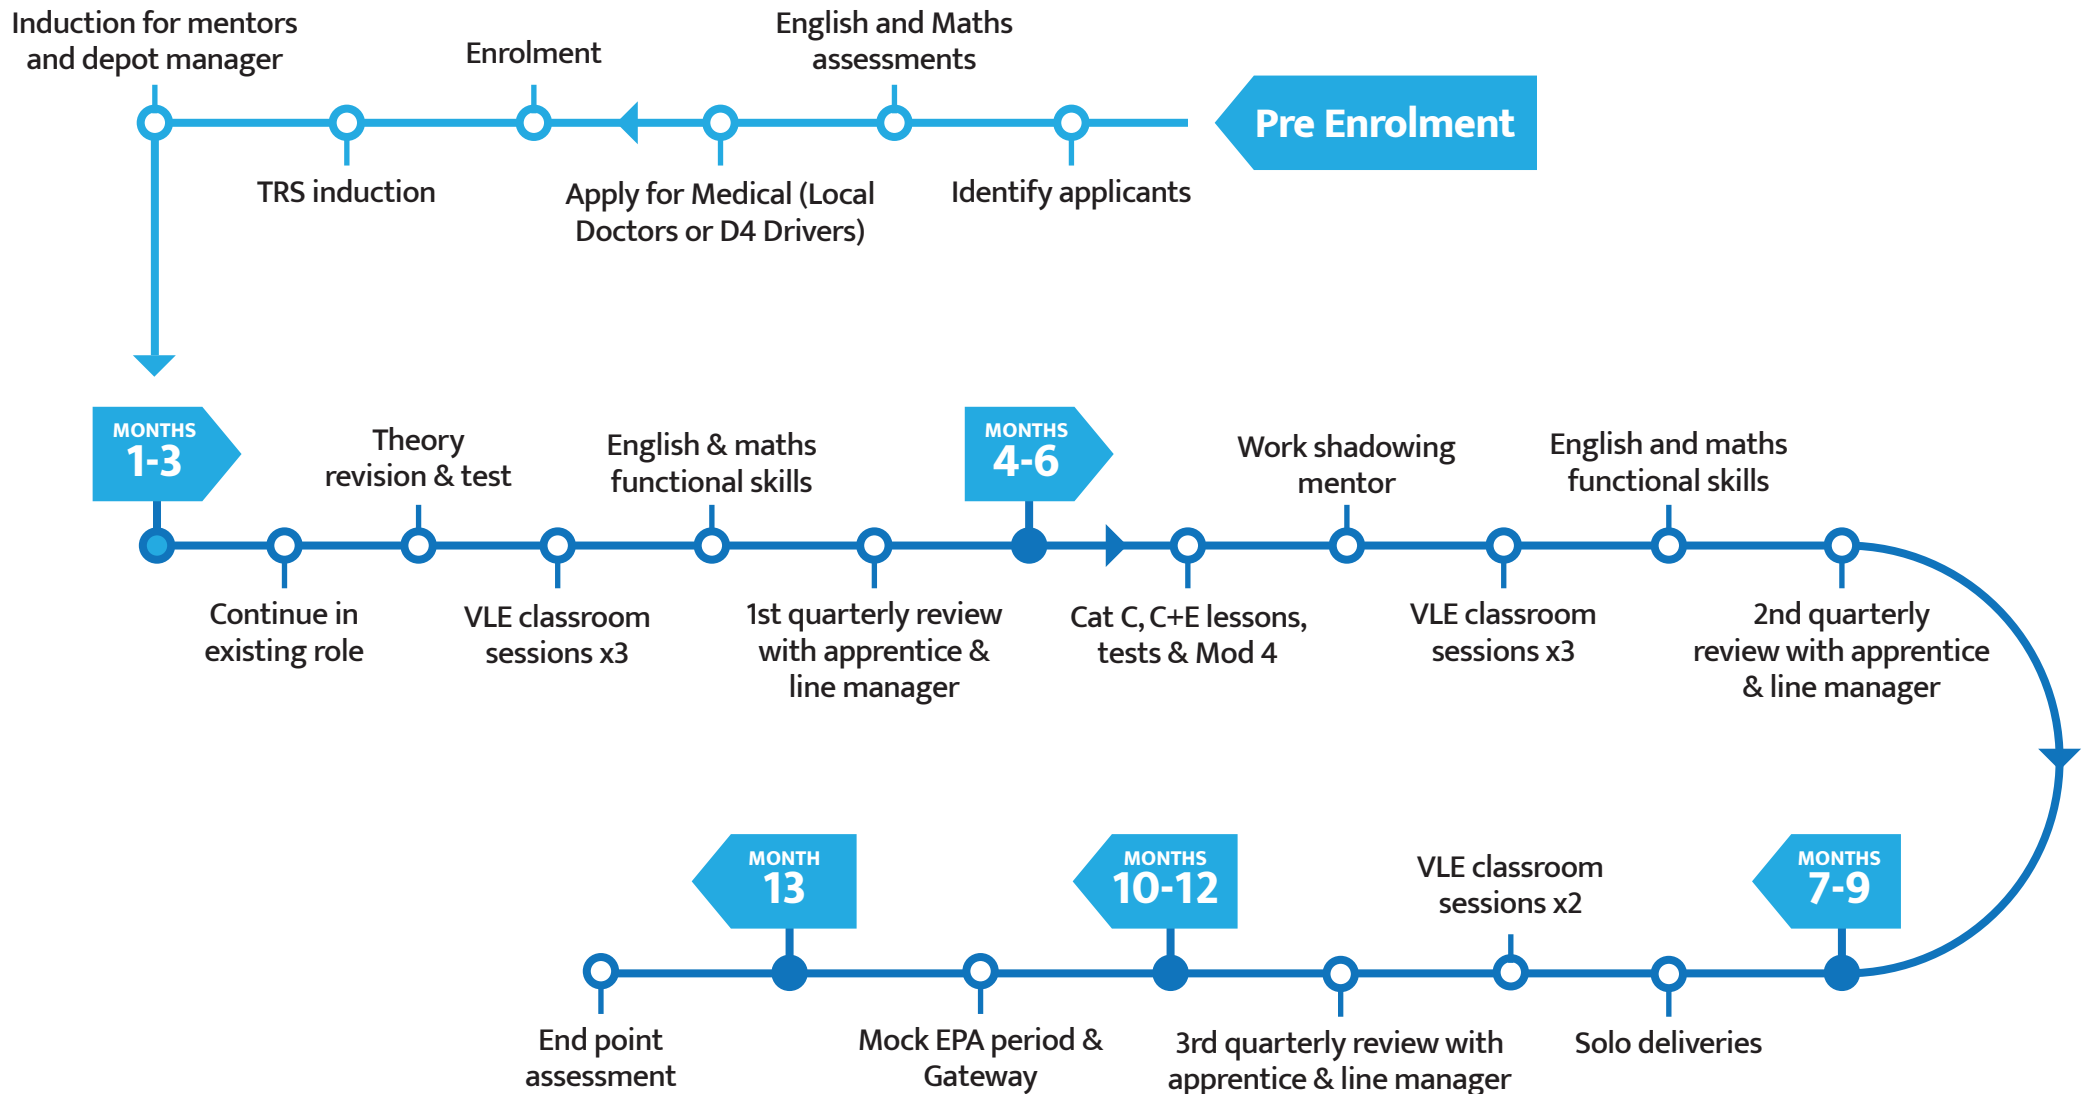 Pre Enrolment
Identify applicants
English and Maths
assessments
Apply for Medical (Local
Doctors or D4 Drivers)
Enrolment
TRS induction
Induction for mentors
and depot manager
MONTHS
1-3
Continue in
existing role
Theory
revision & test
VLE classroom
sessions x3
English & maths
functional skills
1st quarterly review
with apprentice &
line manager
MONTHS
4-6
Cat C, C+E lessons,
tests & Mod 4
Work shadowing
mentor
VLE classroom
sessions x3
English and maths
functional skills
2nd quarterly
review with apprentice
& line manager
MONTHS
7-9
Solo deliveries
VLE classroom
sessions x2
3rd quarterly review with
apprentice & line manager
MONTHS
10-12
Mock EPA period &
Gateway
MONTH
13
End point
assessment